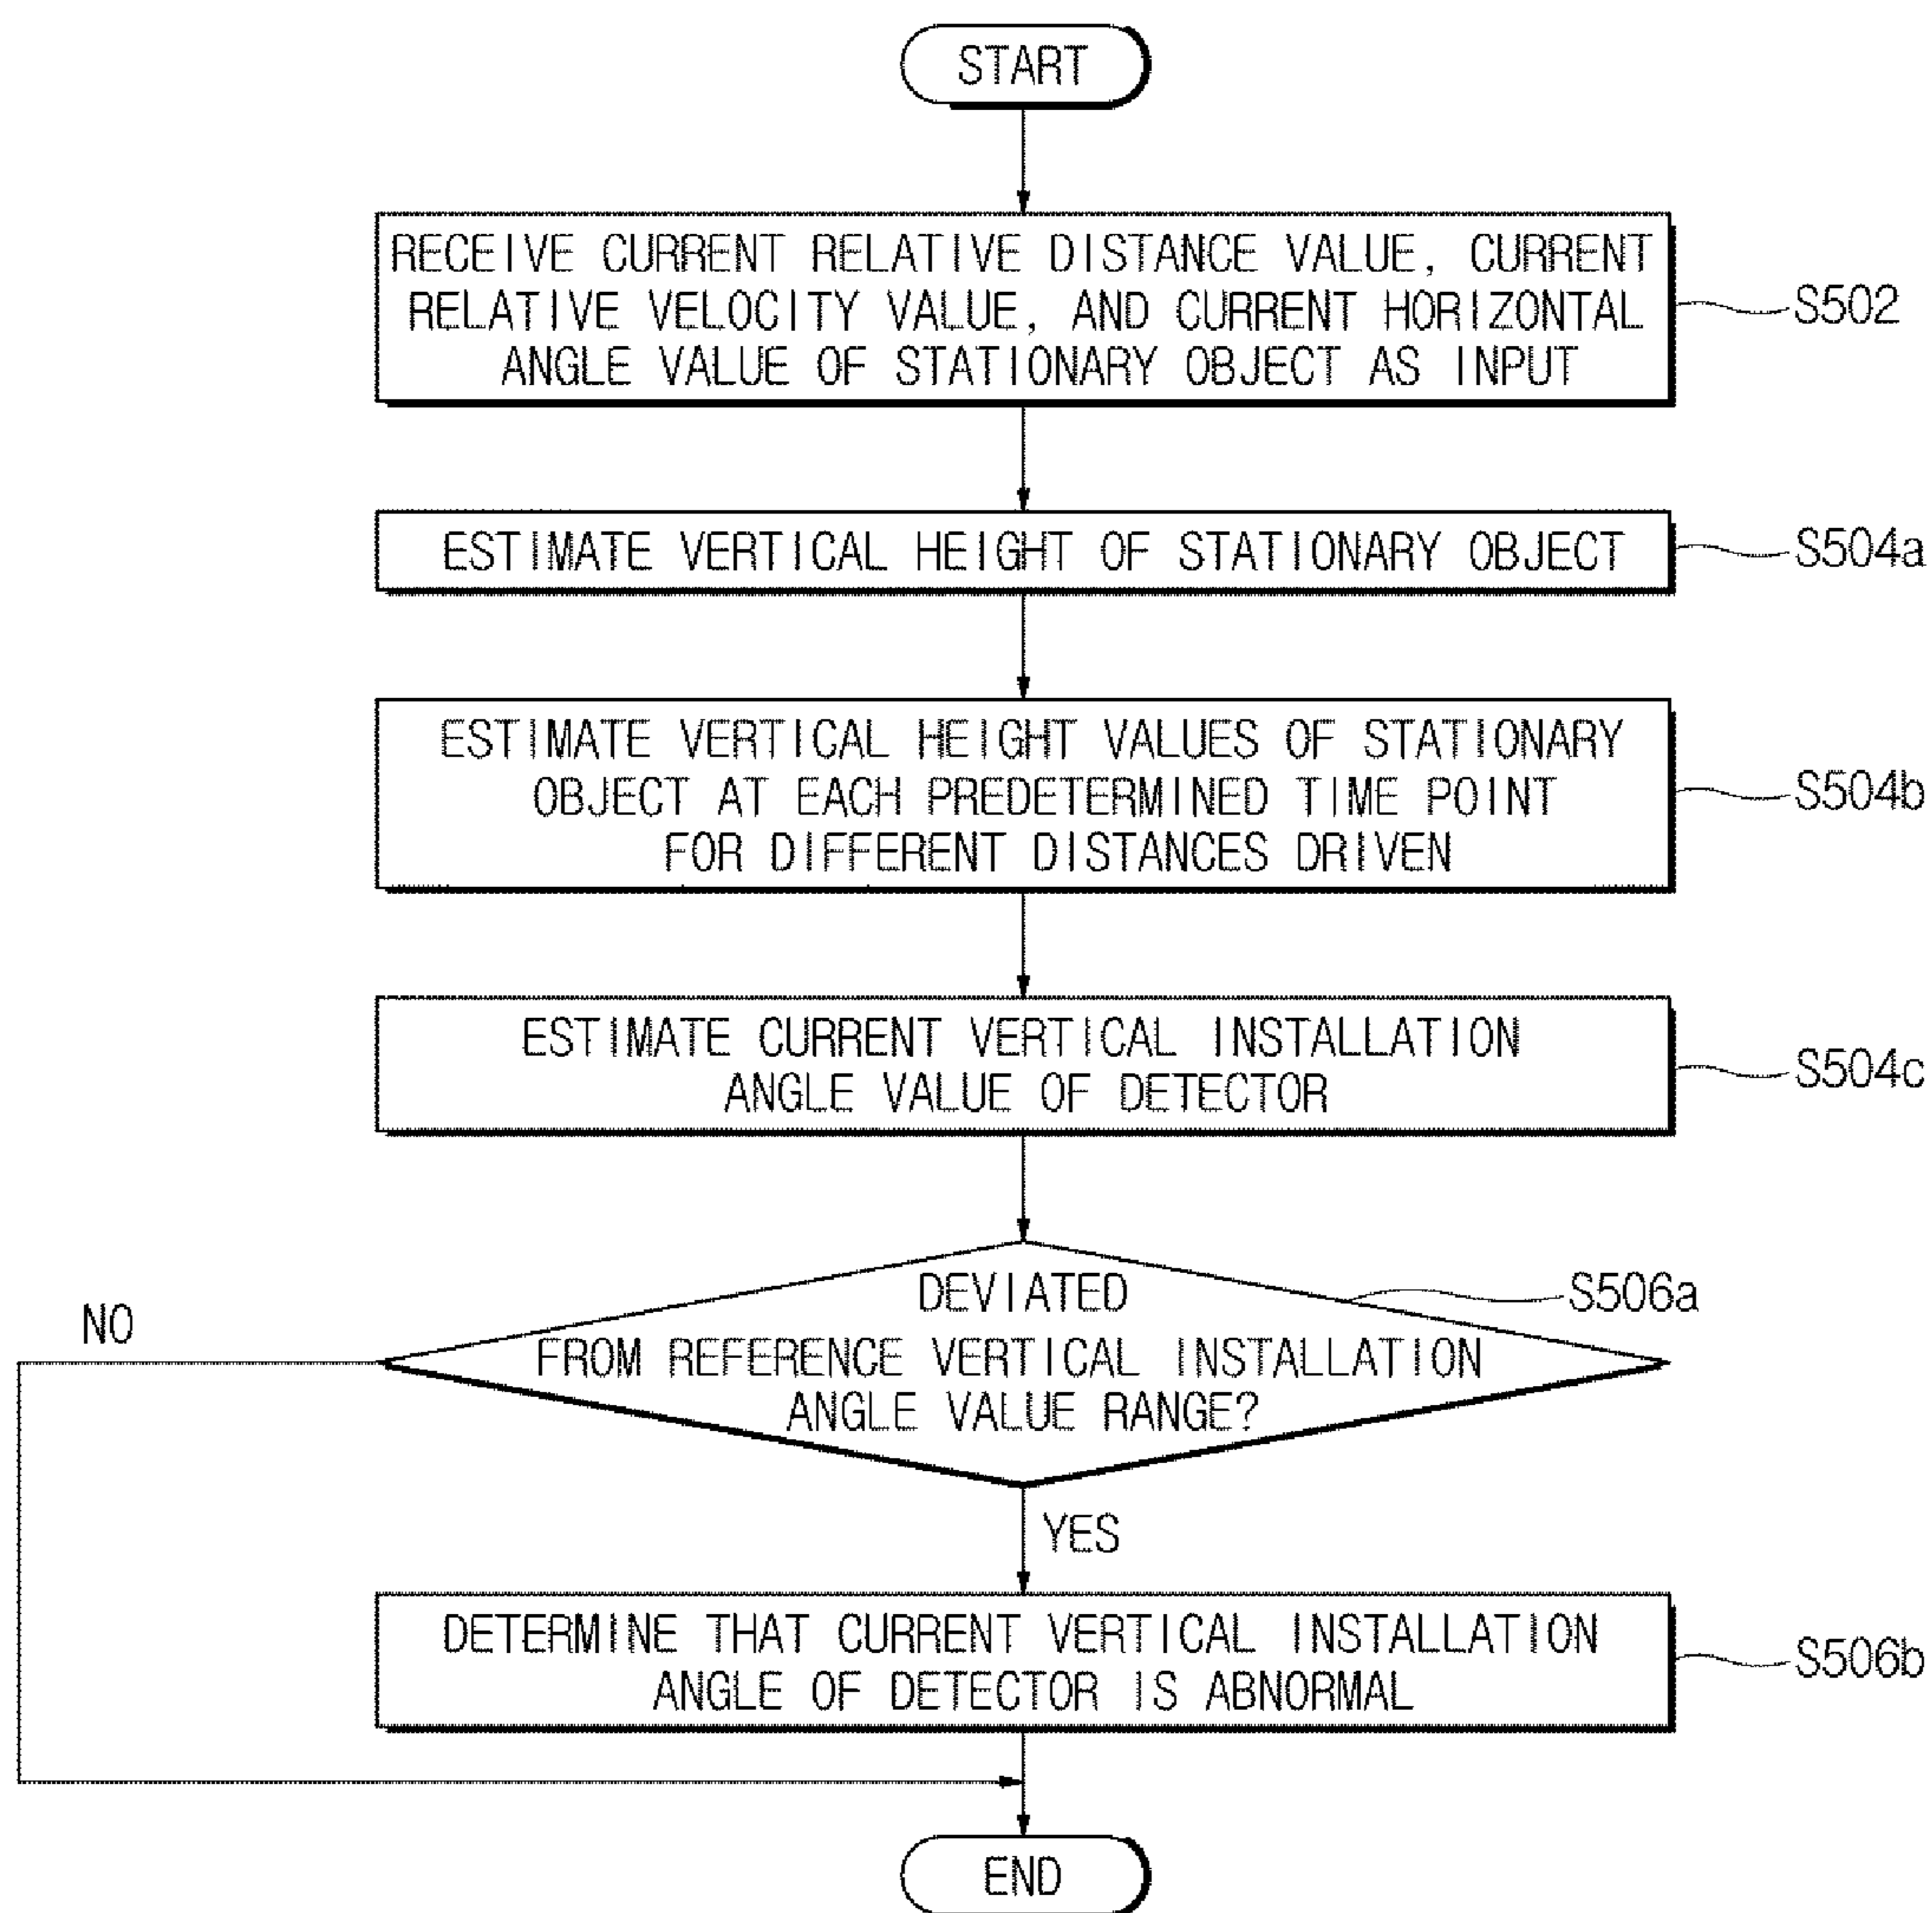 START
RECEIVE CURRENT RELATIVE DISTANCE VALUE, CURRENT
RELATIVE VELOCITY VALUE, AND CURRENT HORIZONTAL
ANGLE VALUE OF STATIONARY OBJECT AS INPUT
S502
ESTIMATE VERTICAL HEIGHT OF STATIONARY OBJECT
S504a
ESTIMATE VERTICAL HEIGHT VALUES OF STATIONARY
OBJECT AT EACH PREDETERMINED TIME POINT
FOR DIFFERENT DISTANCES DRIVEN
S504b
ESTIMATE CURRENT VERTICAL INSTALLATION
ANGLE VALUE OF DETECTOR
S504c
DEVIATED
FROM REFERENCE VERTICAL INSTALLATION
ANGLE VALUE RANGE?
S506a
NO
YES
DETERMINE THAT CURRENT VERTICAL INSTALLATION
ANGLE OF DETECTOR IS ABNORMAL
S506b
END